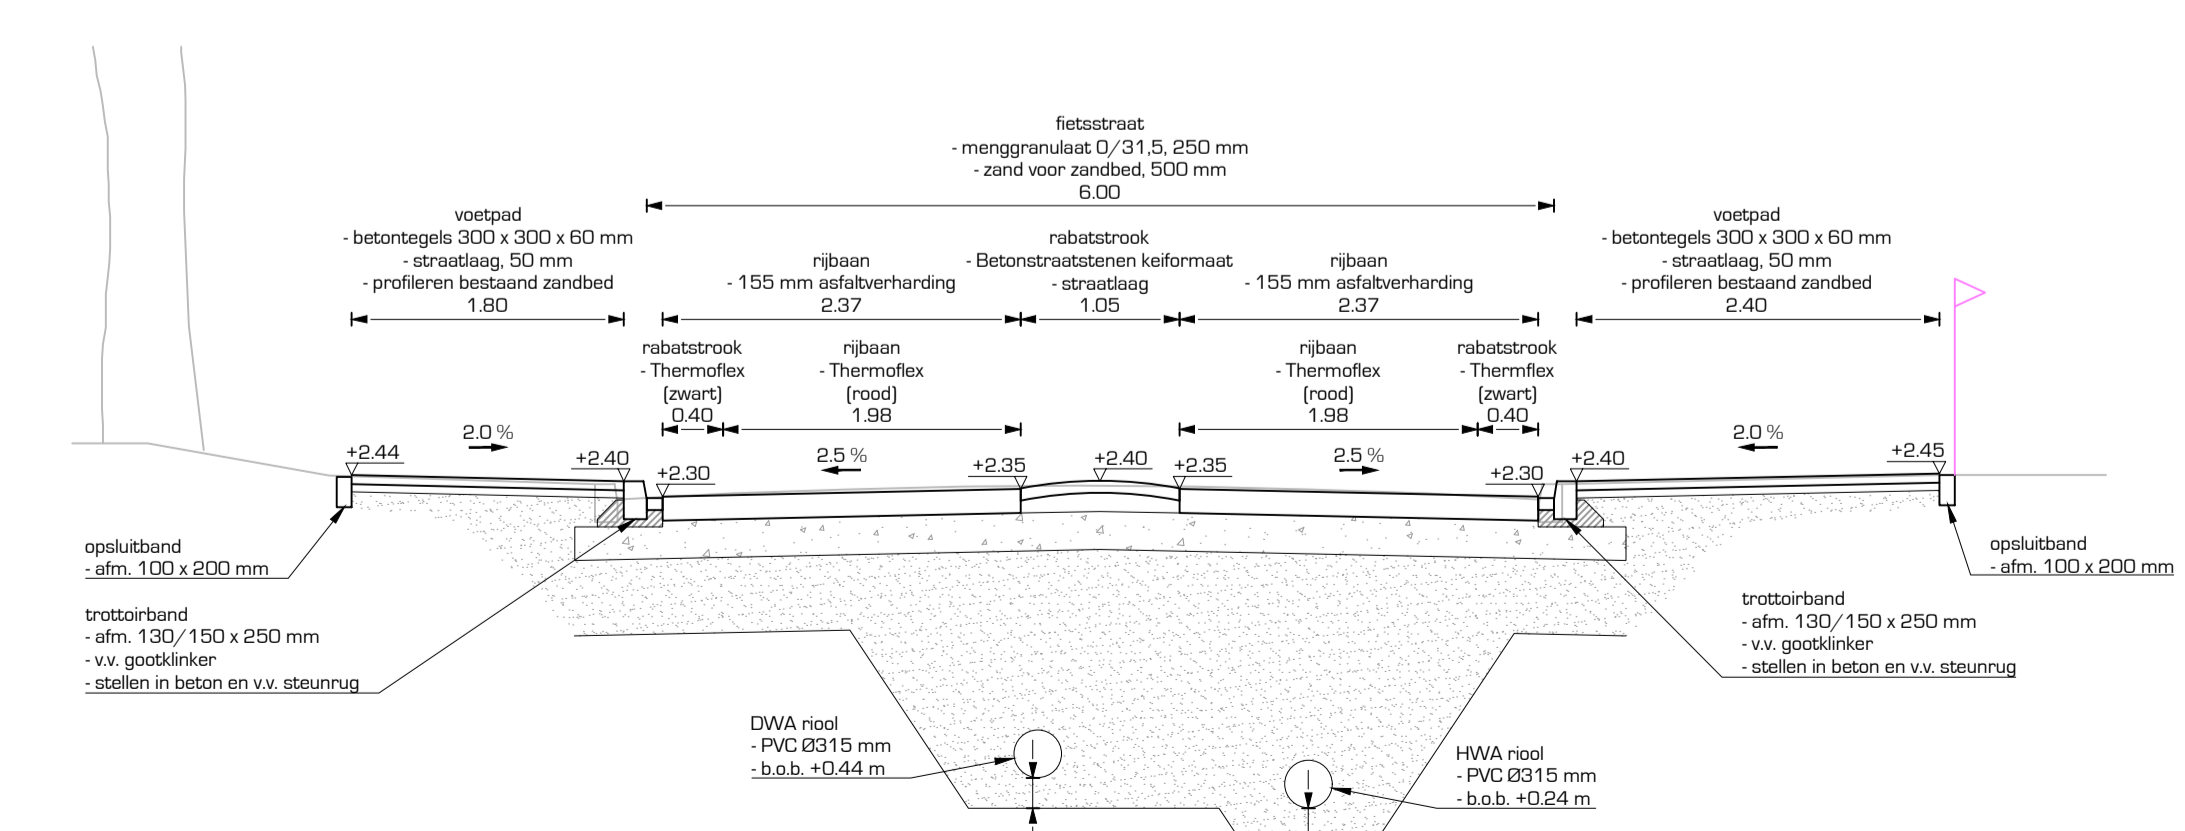 fietsstraat
- menggranulaat 0/31,5, 250 mm
- zand voor zandbed, 500 mm
6.00
voetpad
- betontegels 300 x 300 x 60 mm
- straatlaag, 50 mm
- profileren bestaand zandbed
1.80
rijbaan
- 155 mm asfaltverharding
2.37
rabatstrook
- Betonstraatstenen keiformaat
- straatlaag
1.05
rijbaan
- 155 mm asfaltverharding
2.37
voetpad
- betontegels 300 x 300 x 60 mm
- straatlaag, 50 mm
- profileren bestaand zandbed
2.40
rabatstrook
- Thermoflex
(zwart)
0.40
rijbaan
- Thermoflex
(rood)
1.98
rijbaan
- Thermoflex
(rood)
1.98
rabatstrook
- Thermflex
(zwart)
0.40
2.0 %
2.5 %
2.5 %
2.0 %
+2.44
+2.40
+2.30
+2.35
+2.40
+2.35
+2.30
+2.40
+2.45
opsluitband
- afm. 100 x 200 mm
trottoirband
- afm. 130/150 x 250 mm
- v.v. gootklinker
- stellen in beton en v.v. steunrug
opsluitband
- afm. 100 x 200 mm
trottoirband
- afm. 130/150 x 250 mm
- v.v. gootklinker
- stellen in beton en v.v. steunrug
DWA riool
- PVC Ø315 mm
- b.o.b. +0.44 m
HWA riool
- PVC Ø315 mm
- b.o.b. +0.24 m